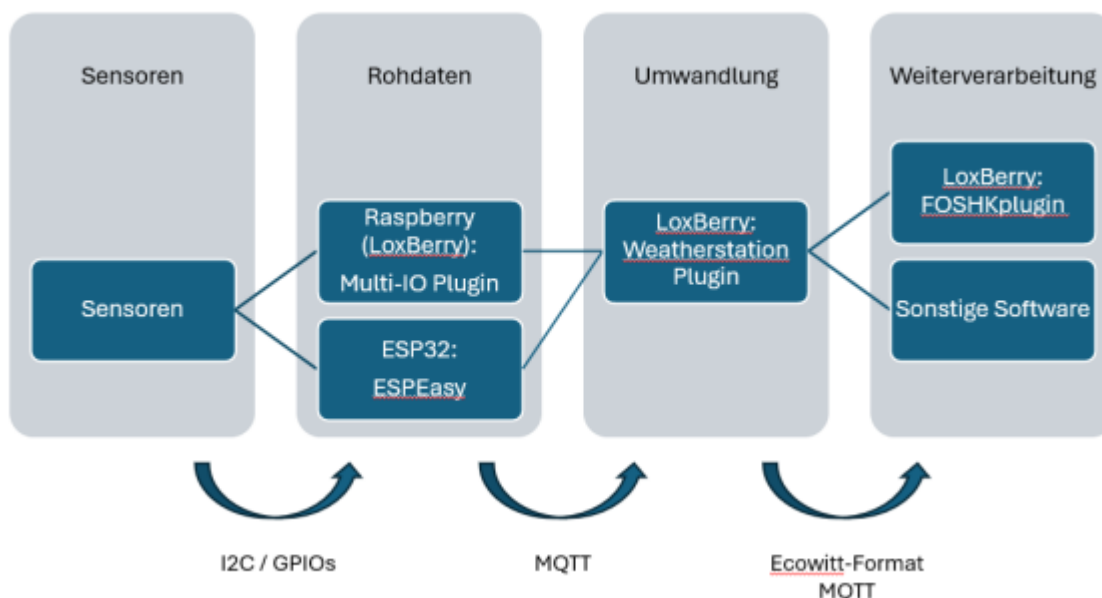 Sensoren
Rohdaten
Umwandlung
Weiterverarbeitung
Sensoren
Raspberry
(LoxBerry):
Multi-IO Plugin
ESP32:
ESPEasy
LoxBerry:
Weatherstation
Plugin
LoxBerry:
FOSHKplugin
Sonstige Software
I2C / GPIOs
MQTT
Ecowitt-Format
MQTT